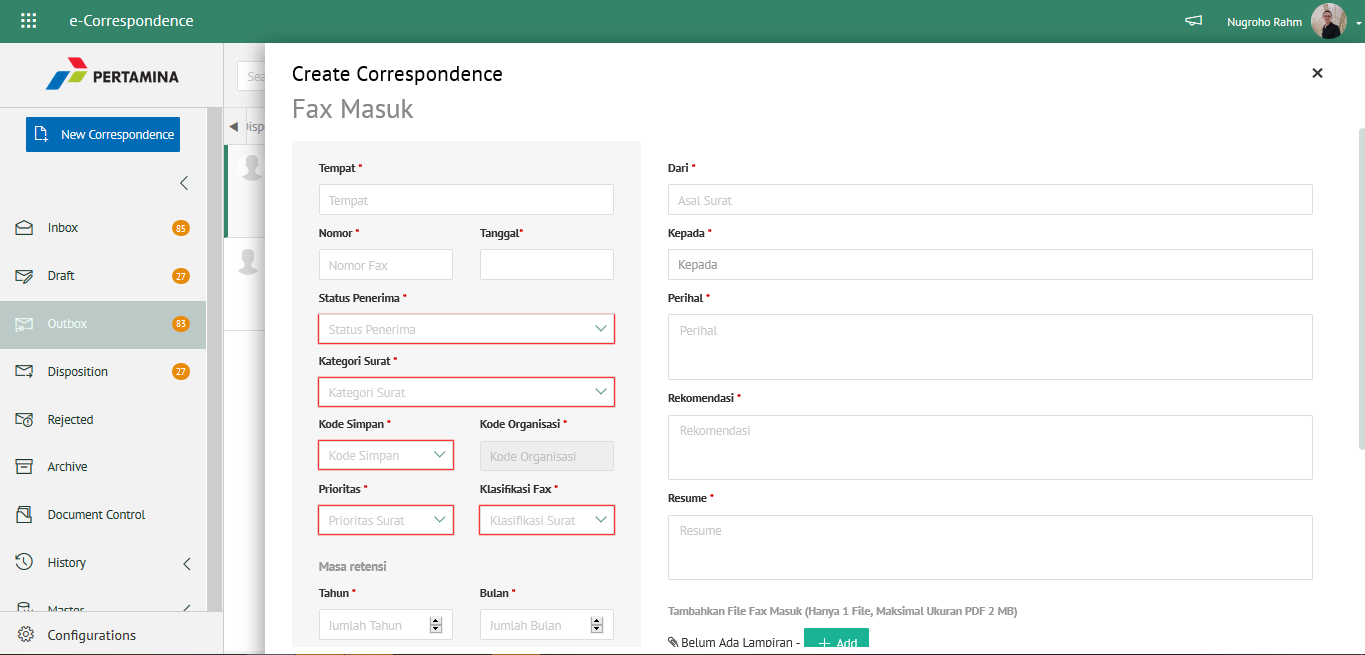 e-Correspondence
Nugroho Rahm
PERTAMINA
New Correspondence
Inbox 85
Draft 27
Outbox 83
Disposition 27
Rejected
Archive
Document Control
History
Master
Configurations
Sea
Create Correspondence
Fax Masuk
Tempat *
Tempat
Nomor * Tanggal*
Nomor Fax
Status Penerima *
Status Penerima
Kategori Surat *
Kategori Surat
Kode Simpan * Kode Organisasi *
Kode Simpan Kode Organisasi
Prioritas * Klasifikasi Fax *
Prioritas Surat Klasifikasi Surat
Masa retensi
Tahun * Bulan *
Jumlah Tahun Jumlah Bulan
Dari *
Asal Surat
Kepada *
Kepada
Perihal *
Perihal
Rekomendasi *
Rekomendasi
Resume *
Resume
Tambahkan File Fax Masuk (Hanya 1 File, Maksimal Ukuran PDF 2 MB)
Belum Ada Lampiran - + Add